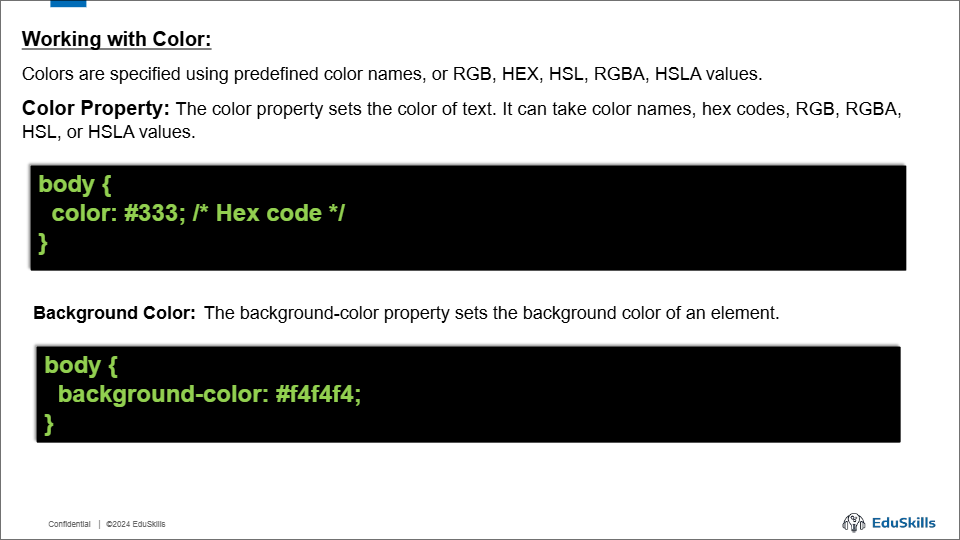 Working with Color:
Colors are specified using predefined color names, or RGB, HEX, HSL, RGBA, HSLA values.
Color Property: The color property sets the color of text. It can take color names, hex codes, RGB, RGBA,
HSL, or HSLA values.
body {
  color: #333; /* Hex code */
}
Background Color: The background-color property sets the background color of an element.
body {
  background-color: #f4f4f4;
}
Confidential | ©2024 EduSkills
EduSkills